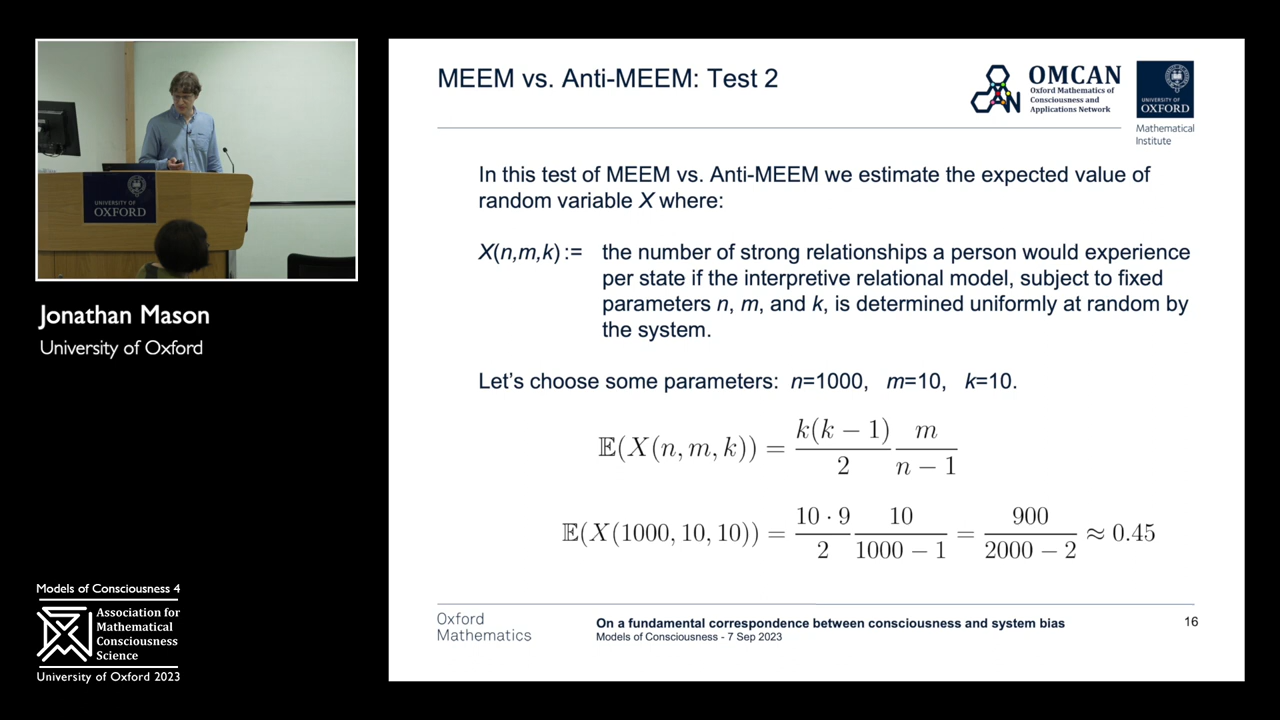 MEEM vs. Anti-MEEM: Test 2
OMCAN
Oxford Mathematics of
Consciousness and
Applications Network
UNIVERSITY OF
OXFORD
Mathematical
Institute
In this test of MEEM vs. Anti-MEEM we estimate the expected value of
random variable X where:
X(n,m,k) := the number of strong relationships a person would experience
per state if the interpretive relational model, subject to fixed
parameters n, m, and k, is determined uniformly at random by
the system.
Let's choose some parameters: n=1000, m=10, k=10.
𝔼(X(n, m, k)) = k(k − 1)/2 m/(n − 1)
𝔼(X(1000, 10, 10)) = 10 · 9/2 10/(1000 − 1) = 900/(2000 − 2) ≈ 0.45
Oxford
Mathematics
On a fundamental correspondence between consciousness and system bias
Models of Consciousness - 7 Sep 2023
16
UNIVERSITY OF
OXFORD
Jonathan Mason
University of Oxford
Models of Consciousness 4
Association for
Mathematical
Consciousness
Science
University of Oxford 2023